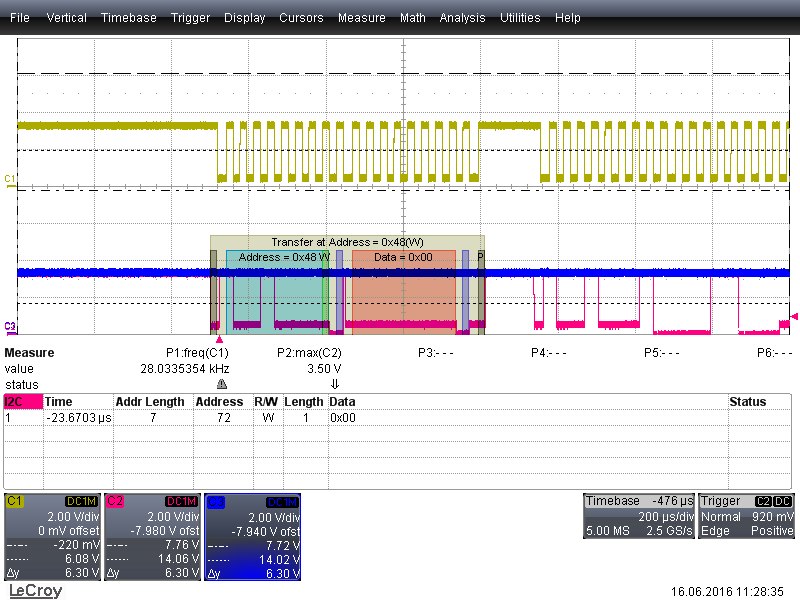 File Vertical Timebase Trigger Display Cursors Measure Math Analysis Utilities Help
C1
Transfer at Address = 0x48(W)
Address = 0x48 W Data = 0x00 P
Measure P1:freq(C1) P2:max(C2) P3:--- P4:--- P5:--- P6:---
value 28.0335354 kHz 3.50 V
status
I2C Time Addr Length Address R/W Length Data Status
1 -23.6703 µs 7 72 W 1 0x00
C1 DC1M
2.00 V/div
0 mV offset
-220 mV
6.08 V
Δy 6.30 V
C2 DC1M
2.00 V/div
-7.980 V ofst
7.76 V
14.06 V
Δy 6.30 V
DC1M
2.00 V/div
-7.940 V ofst
7.72 V
14.02 V
Δy 6.30 V
Timebase -476 µs
200 µs/div
5.00 MS 2.5 GS/s
Trigger C2 DC
Normal 920 mV
Edge Positive
LeCroy
16.06.2016 11:28:35